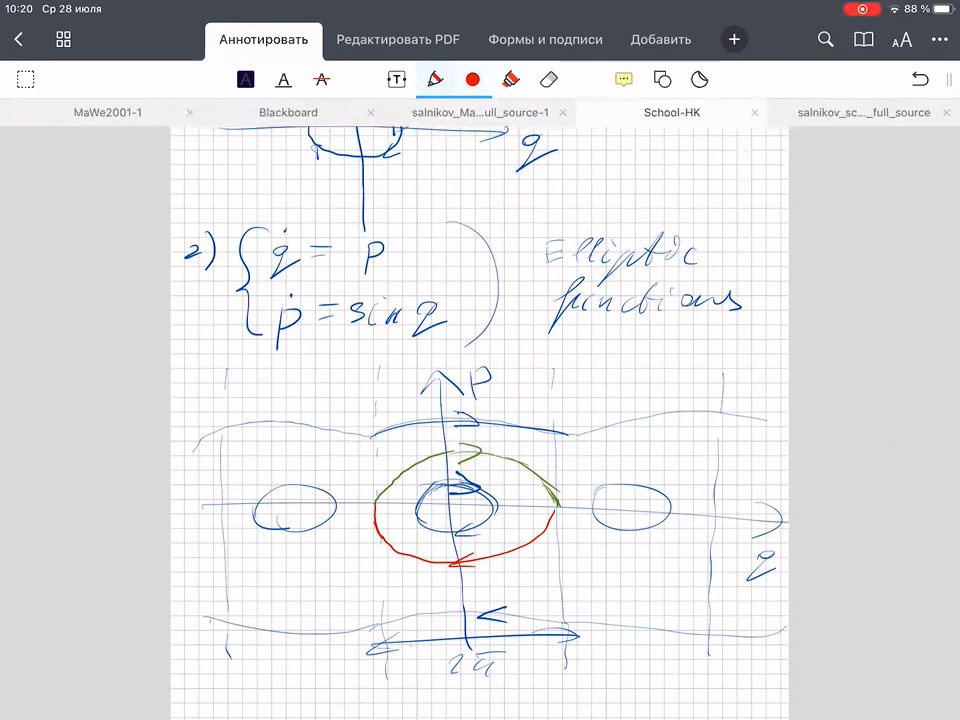 10:20 Ср 28 июля 88 %
Аннотировать Редактировать PDF Формы и подписи Добавить
MaWe2001-1 Blackboard salnikov_Ma...ull_source-1 School-HK salnikov_sc..._full_source
q
2) { q̇ = p Elliptic
ṗ = sin q functions
P
q
2π